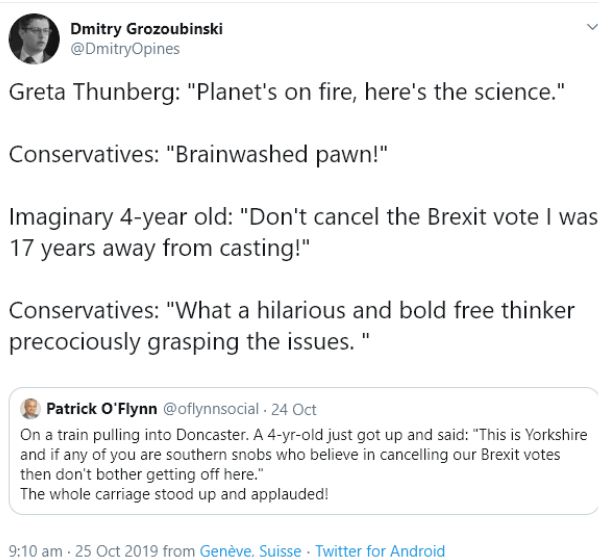 Dmitry Grozoubinski
@DmitryOpines
Greta Thunberg: "Planet's on fire, here's the science."
Conservatives: "Brainwashed pawn!"
Imaginary 4-year old: "Don't cancel the Brexit vote I was
17 years away from casting!"
Conservatives: "What a hilarious and bold free thinker
precociously grasping the issues. "
Patrick O'Flynn @oflynnsocial · 24 Oct
On a train pulling into Doncaster. A 4-yr-old just got up and said: "This is Yorkshire
and if any of you are southern snobs who believe in cancelling our Brexit votes
then don't bother getting off here."
The whole carriage stood up and applauded!
9:10 am · 25 Oct 2019 from Genève, Suisse · Twitter for Android